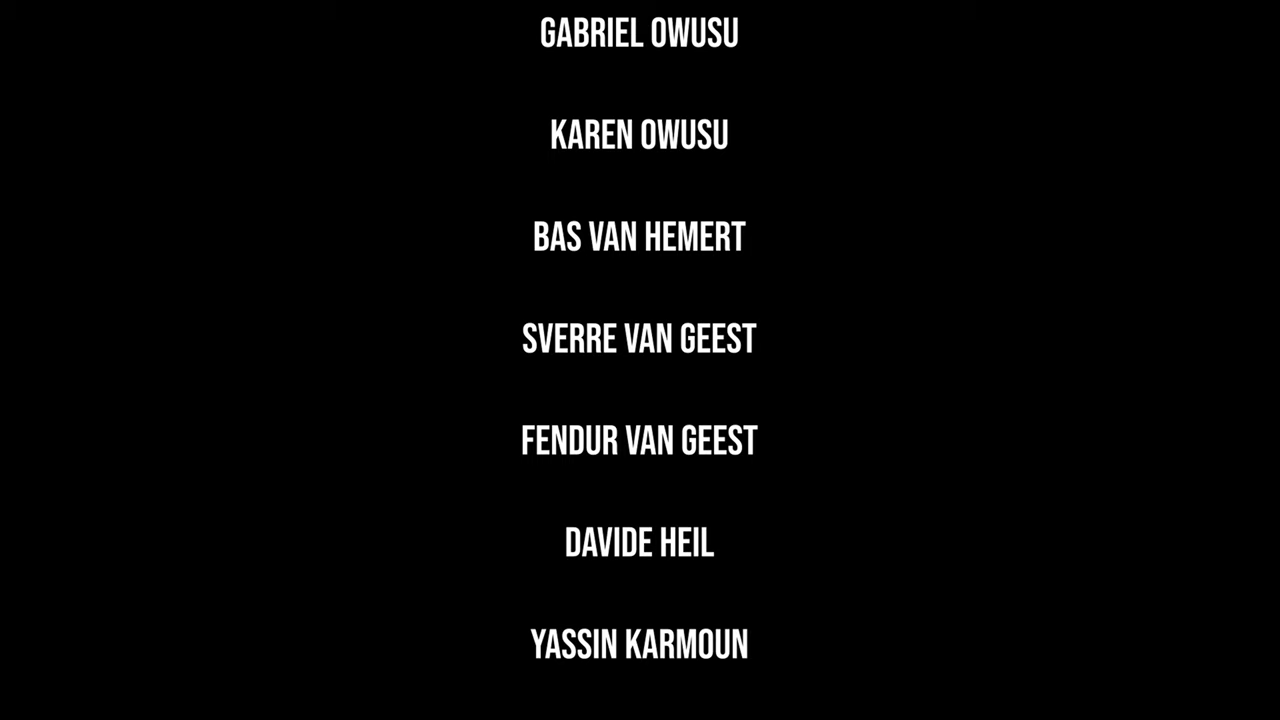 GABRIEL OWUSU
KAREN OWUSU
BAS VAN HEMERT
SVERRE VAN GEEST
FENDUR VAN GEEST
DAVIDE HEIL
YASSIN KARMOUN